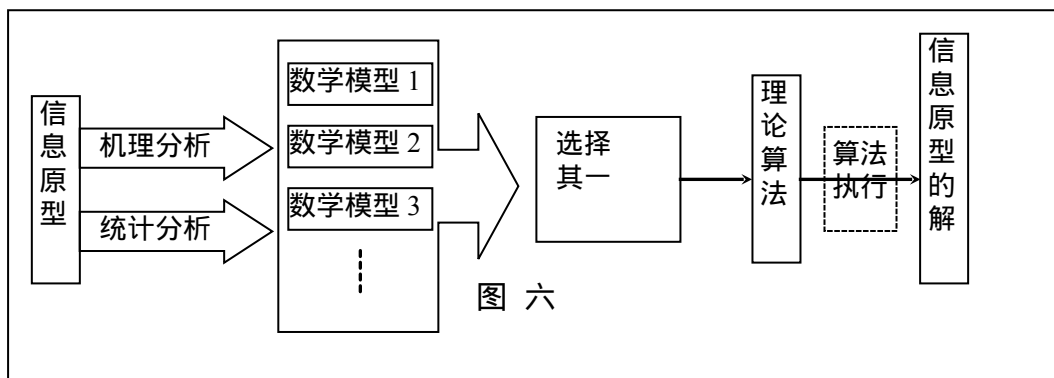 信息原型
机理分析
统计分析
数学模型 1
数学模型 2
数学模型 3
选择
其一
理论算法
算法
执行
信息原型的解
图 六